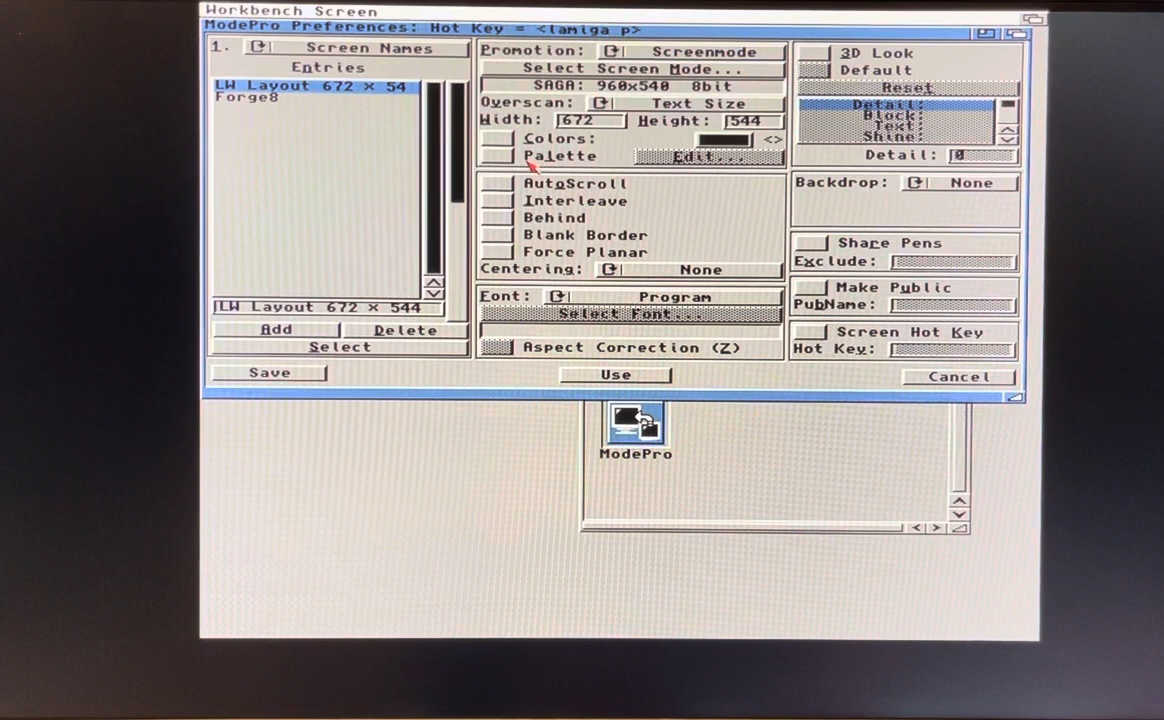 Workbench Screen
ModePro Preferences: Hot Key = <lamiga p>
1. Screen Names
Entries
LW Layout 672 x 54
Forge8
LW Layout 672 x 544
Add
Delete
Select
Save
Promotion: Screenmode
Select Screen Mode...
SAGA: 960x540 8bit
Overscan: Text Size
Width: 672 Height: 544
Colors: <>
Palette Edit...
AutoScroll
Interleave
Behind
Blank Border
Force Planar
Centering: None
Font: Program
Select Font...
Aspect Correction (Z)
Use
3D Look
Default
Reset
Detail:
Block:
Text:
Shine:
Detail: 0
Backdrop: None
Share Pens
Exclude:
Make Public
PubName:
Screen Hot Key
Hot Key:
Cancel
ModePro